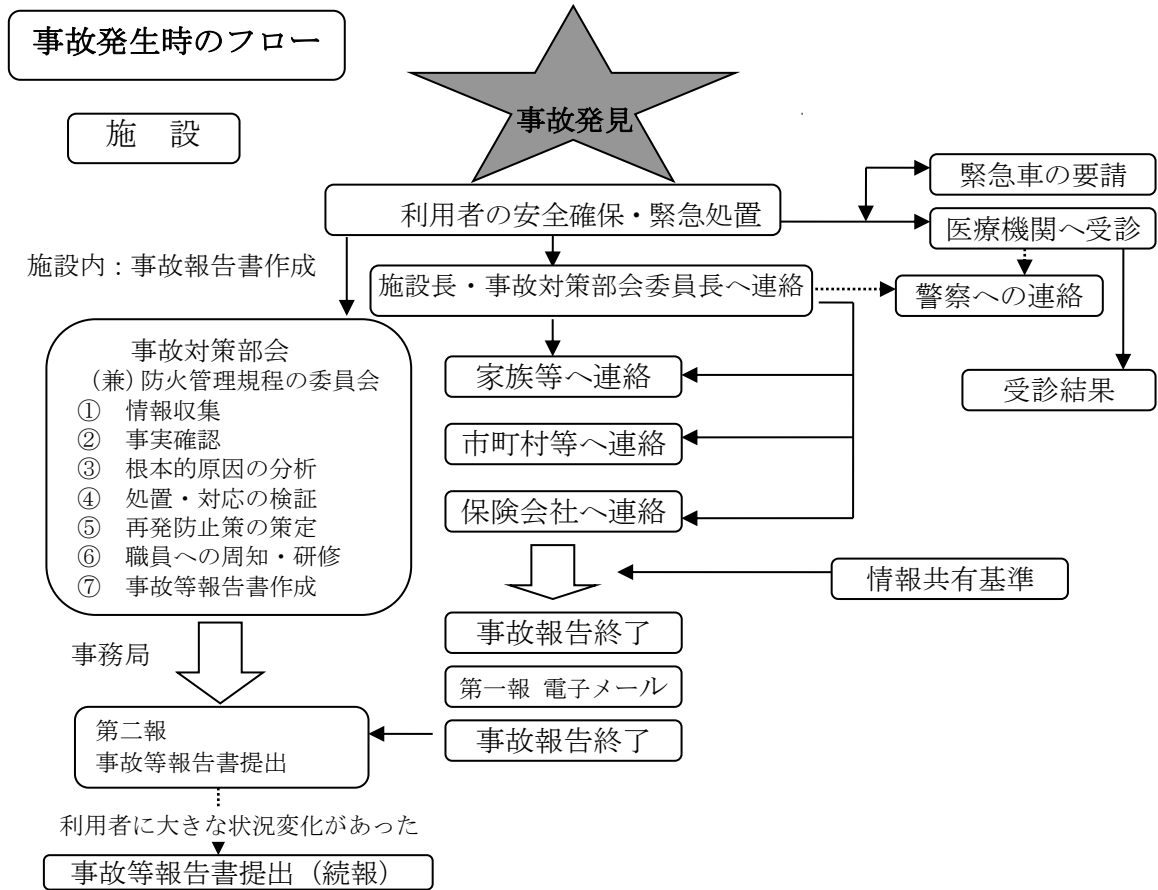 事故発生時のフロー
事故発見
施　設
緊急車の要請
利用者の安全確保・緊急処置
医療機関へ受診
施設内：事故報告書作成
施設長・事故対策部会委員長へ連絡
警察への連絡
事故対策部会
（兼）防火管理規程の委員会
① 情報収集
② 事実確認
③ 根本的原因の分析
④ 処置・対応の検証
⑤ 再発防止策の策定
⑥ 職員への周知・研修
⑦ 事故等報告書作成
家族等へ連絡
受診結果
市町村等へ連絡
保険会社へ連絡
情報共有基準
事故報告終了
事務局
第一報 電子メール
第二報
事故等報告書提出
事故報告終了
利用者に大きな状況変化があった
事故等報告書提出（続報）